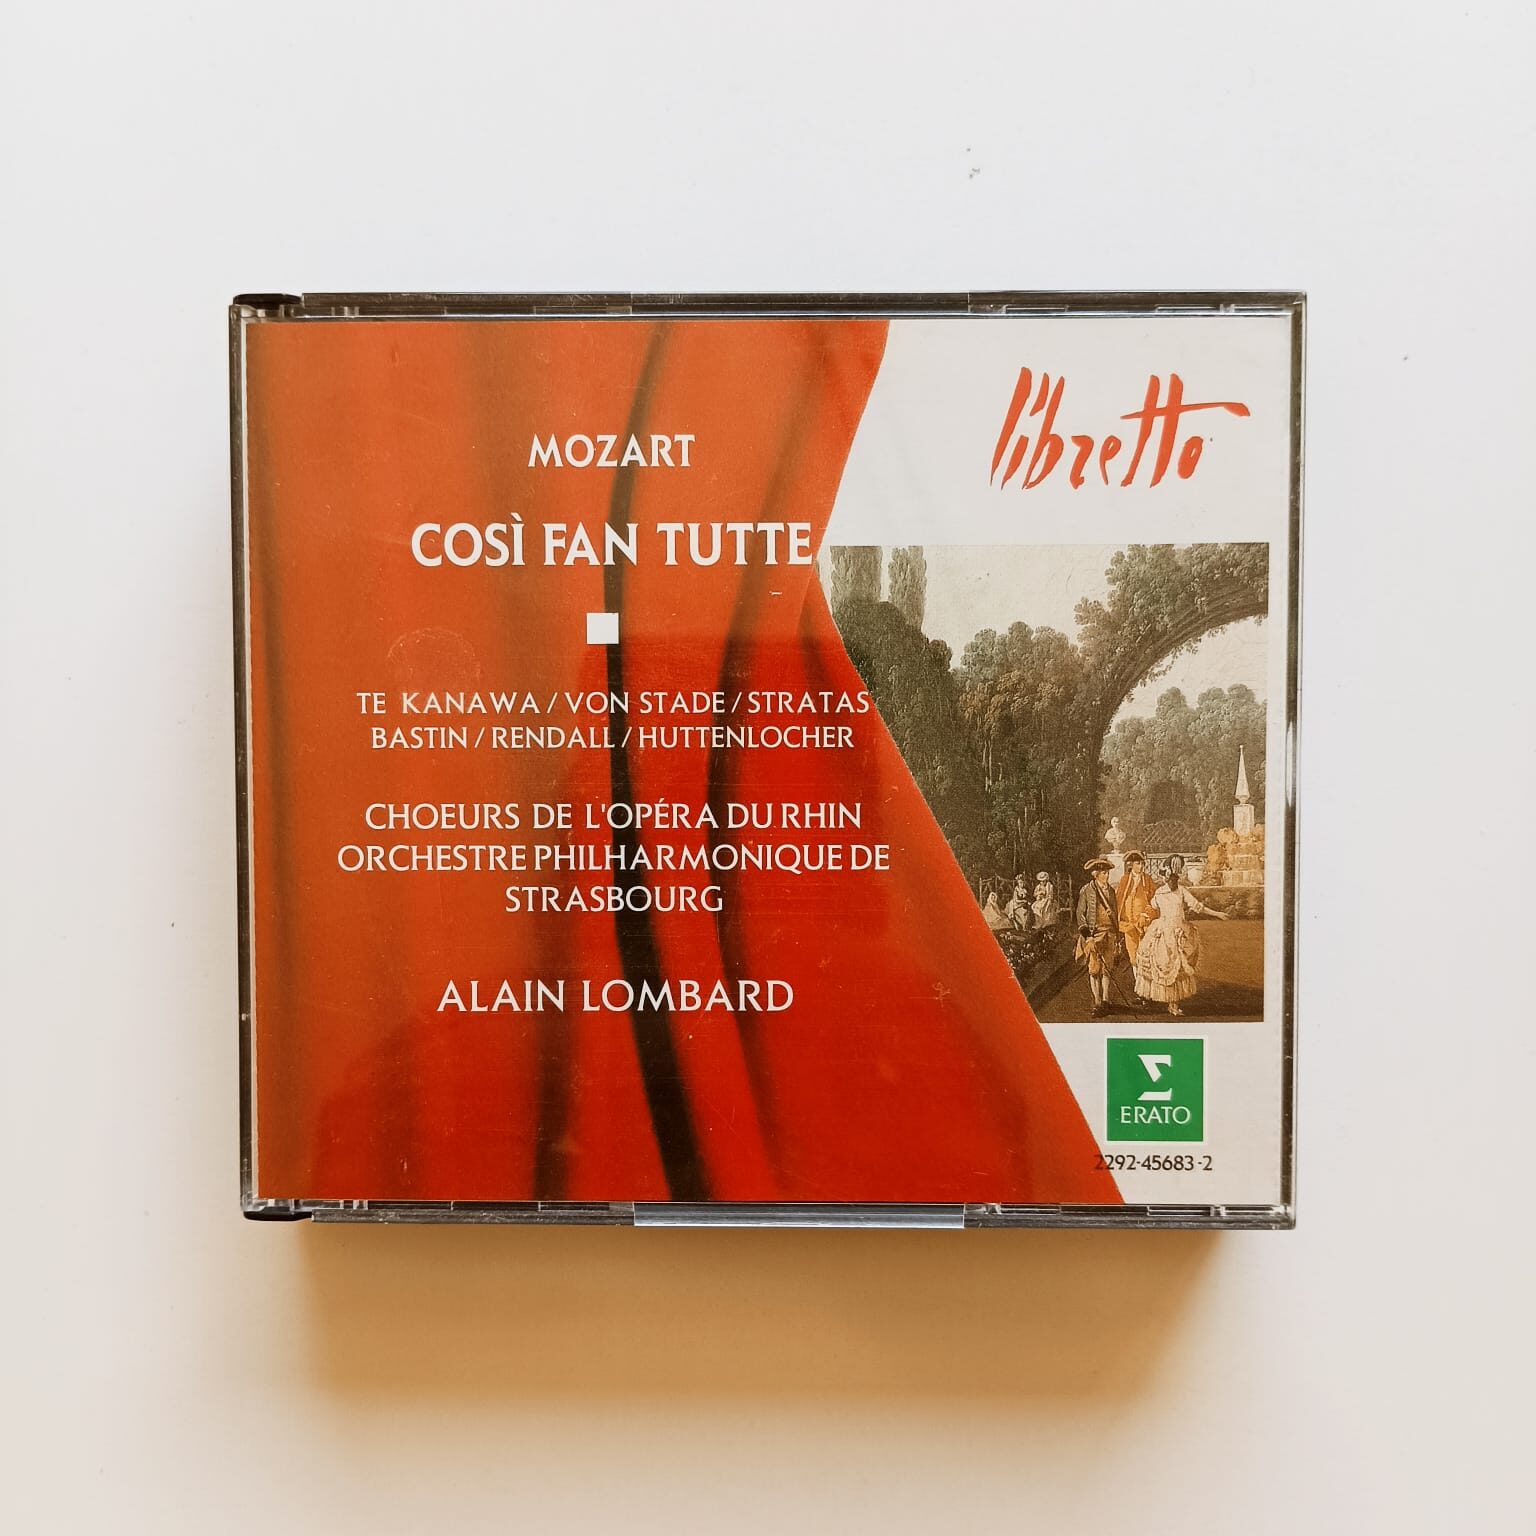 MOZART
COSÌ FAN TUTTE
TE KANAWA / VON STADE / STRATAS
BASTIN / RENDALL / HUTTENLOCHER
CHOEURS DE L'OPÉRA DU RHIN
ORCHESTRE PHILHARMONIQUE DE
STRASBOURG
ALAIN LOMBARD
libretto
ERATO
2292-45683-2